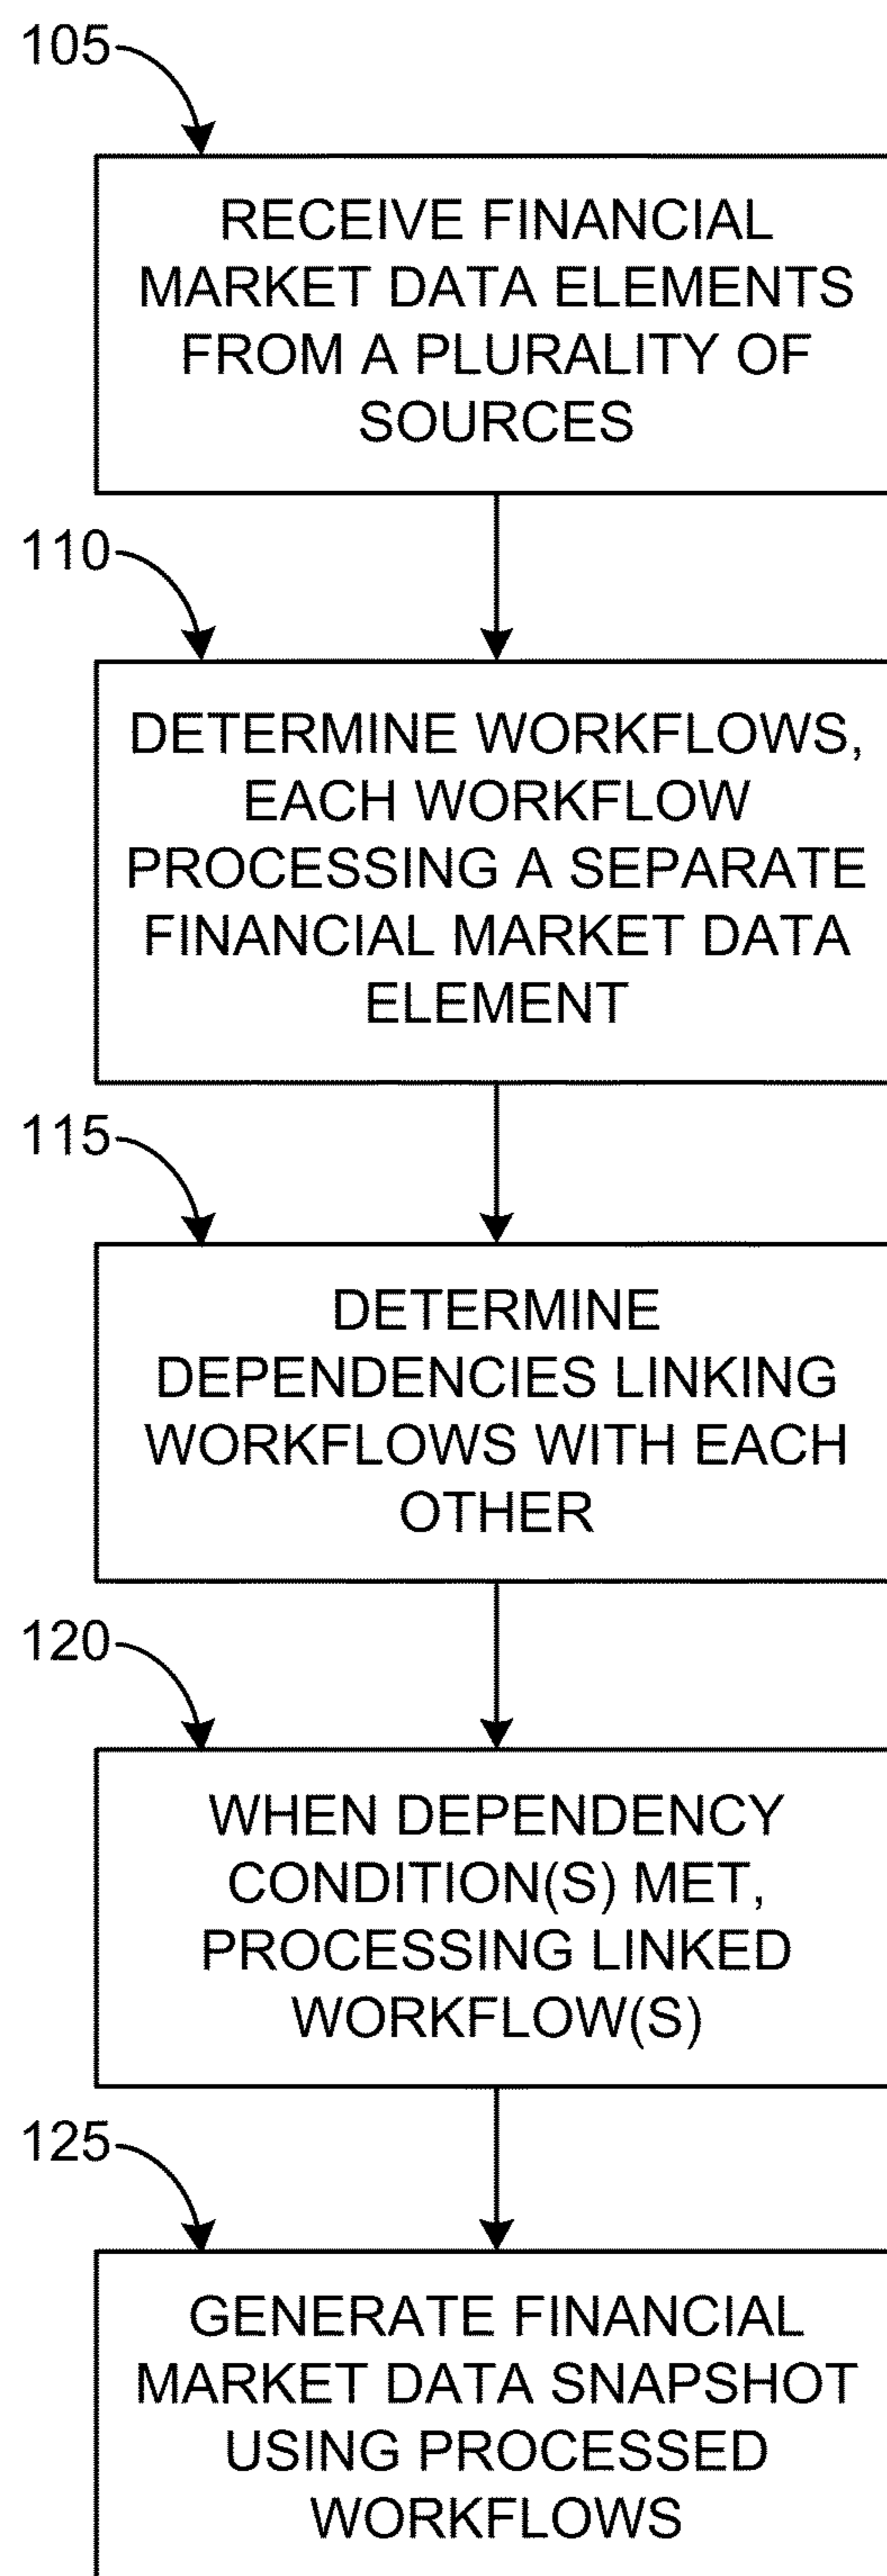 105
RECEIVE FINANCIAL
MARKET DATA ELEMENTS
FROM A PLURALITY OF
SOURCES
110
DETERMINE WORKFLOWS,
EACH WORKFLOW
PROCESSING A SEPARATE
FINANCIAL MARKET DATA
ELEMENT
115
DETERMINE
DEPENDENCIES LINKING
WORKFLOWS WITH EACH
OTHER
120
WHEN DEPENDENCY
CONDITION(S) MET,
PROCESSING LINKED
WORKFLOW(S)
125
GENERATE FINANCIAL
MARKET DATA SNAPSHOT
USING PROCESSED
WORKFLOWS